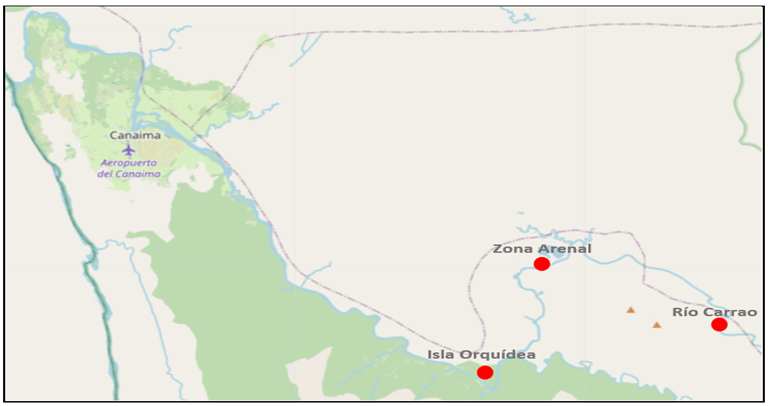 Canaima
Aeropuerto
del Canaima
Zona Arenal
Río Carrao
Isla Orquídea